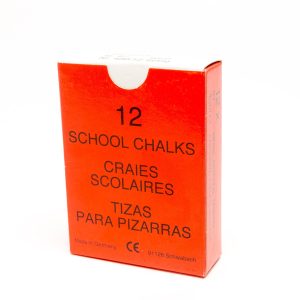 12
SCHOOL CHALKS
CRAIES
SCOLAIRES
TIZAS
PARA PIZARRAS
Made in Germany CE 91126 Schwabach